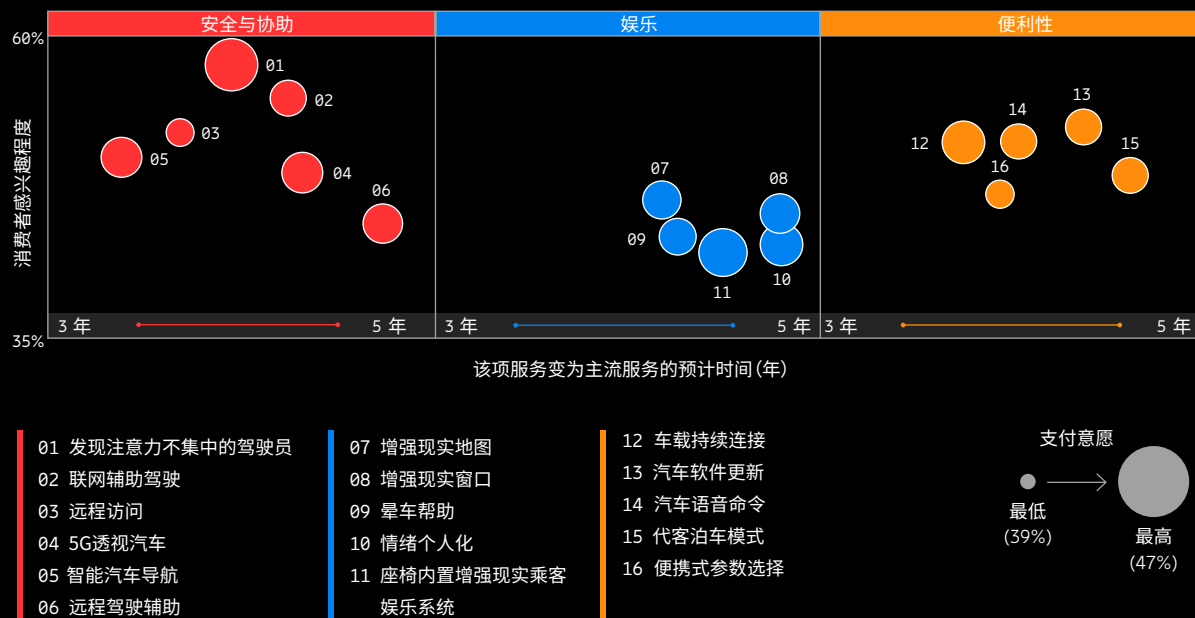 安全与协助
娱乐
便利性
60%
消费者感兴趣程度
35%
01
02
03
05
04
06
07
08
09
10
11
12
13
14
15
16
3 年
5 年
3 年
5 年
3 年
5 年
该项服务变为主流服务的预计时间(年)
01 发现注意力不集中的驾驶员
02 联网辅助驾驶
03 远程访问
04 5G透视汽车
05 智能汽车导航
06 远程驾驶辅助
07 增强现实地图
08 增强现实窗口
09 晕车帮助
10 情绪个人化
11 座椅内置增强现实乘客
娱乐系统
12 车载持续连接
13 汽车软件更新
14 汽车语音命令
15 代客泊车模式
16 便携式参数选择
支付意愿
最低
(39%)
最高
(47%)